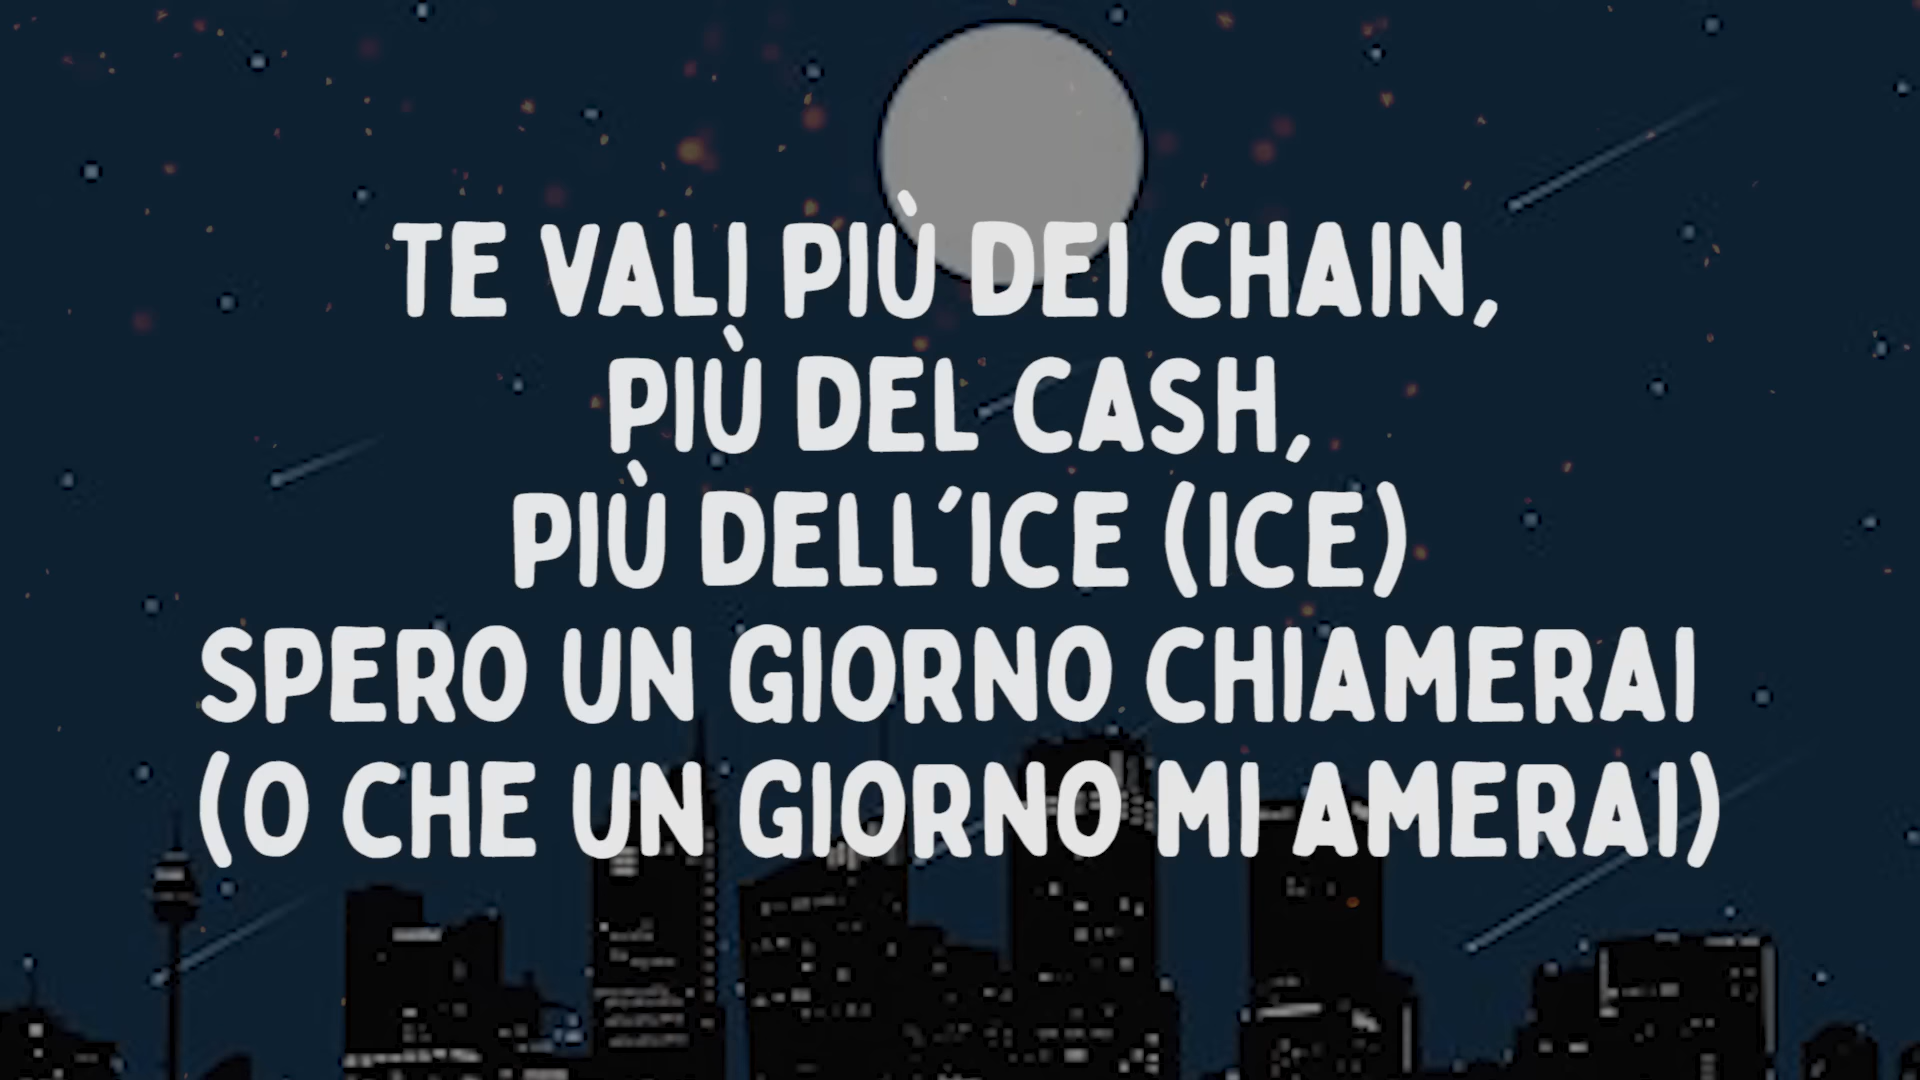 TE VALI PIÙ DEI CHAIN,
PIÙ DEL CASH,
PIÙ DELL'ICE (ICE)
SPERO UN GIORNO CHIAMERAI
(O CHE UN GIORNO MI AMERAI)